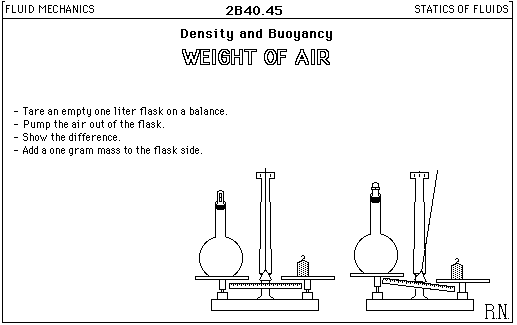 FLUID MECHANICS
2B40.45
STATICS OF FLUIDS
Density and Buoyancy
WEIGHT OF AIR
- Tare an empty one liter flask on a balance.
- Pump the air out of the flask.
- Show the difference.
- Add a one gram mass to the flask side.
2
2
R.N.